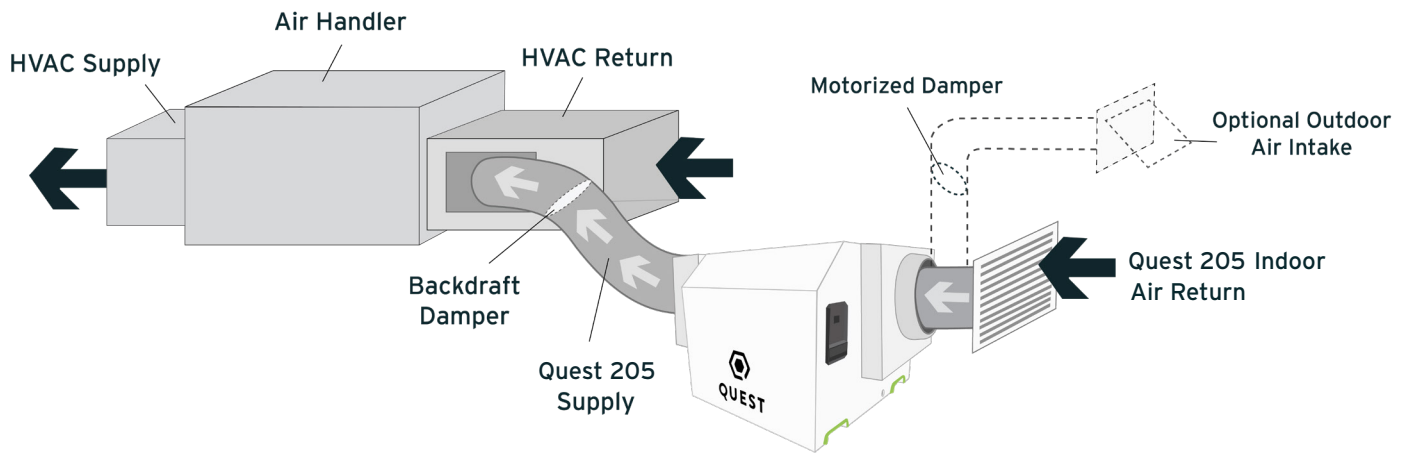 Air Handler
HVAC Supply
HVAC Return
Motorized Damper
Optional Outdoor
Air Intake
Backdraft
Damper
Quest 205 Indoor
Air Return
Quest 205
Supply
QUEST